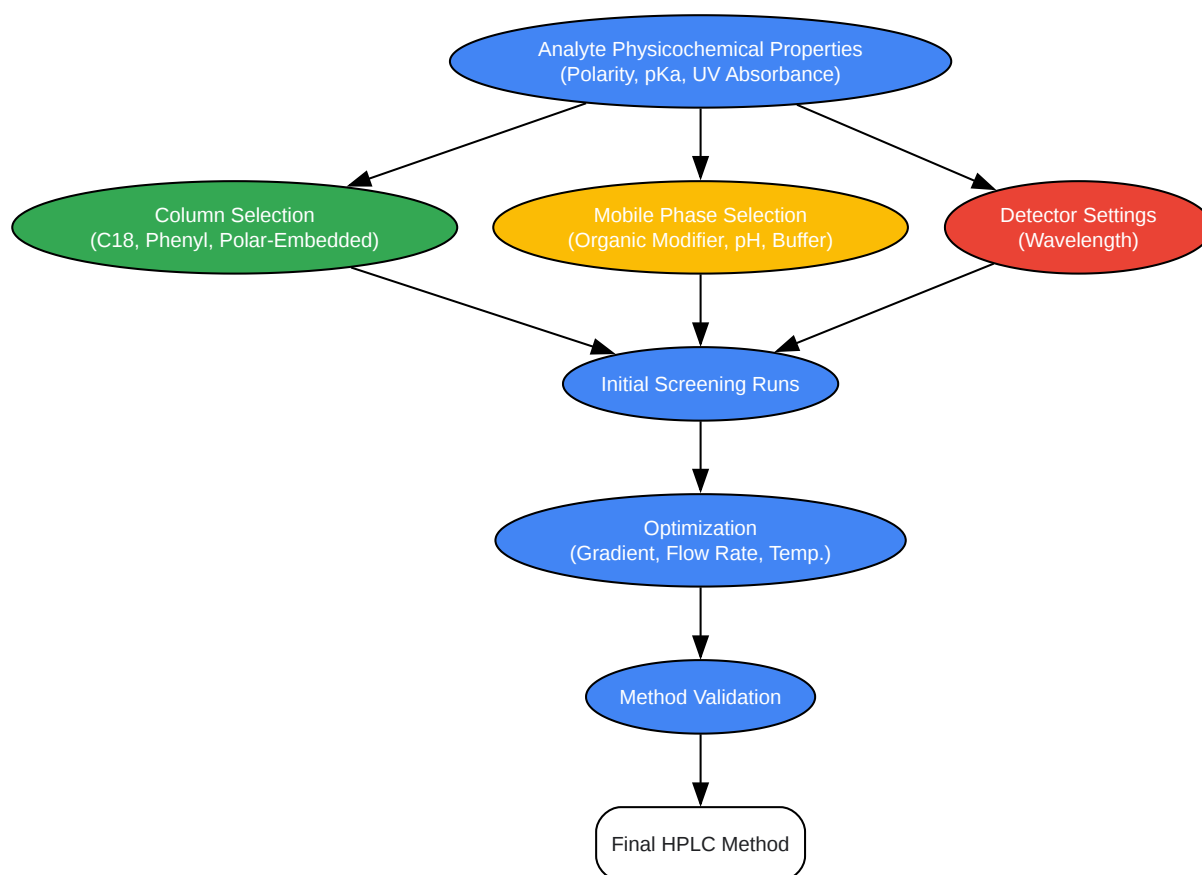 Analyte Physicochemical Properties
(Polarity, pKa, UV Absorbance)
Column Selection
(C18, Phenyl, Polar-Embedded)
Mobile Phase Selection
(Organic Modifier, pH, Buffer)
Detector Settings
(Wavelength)
Initial Screening Runs
Optimization
(Gradient, Flow Rate, Temp.)
Method Validation
Final HPLC Method